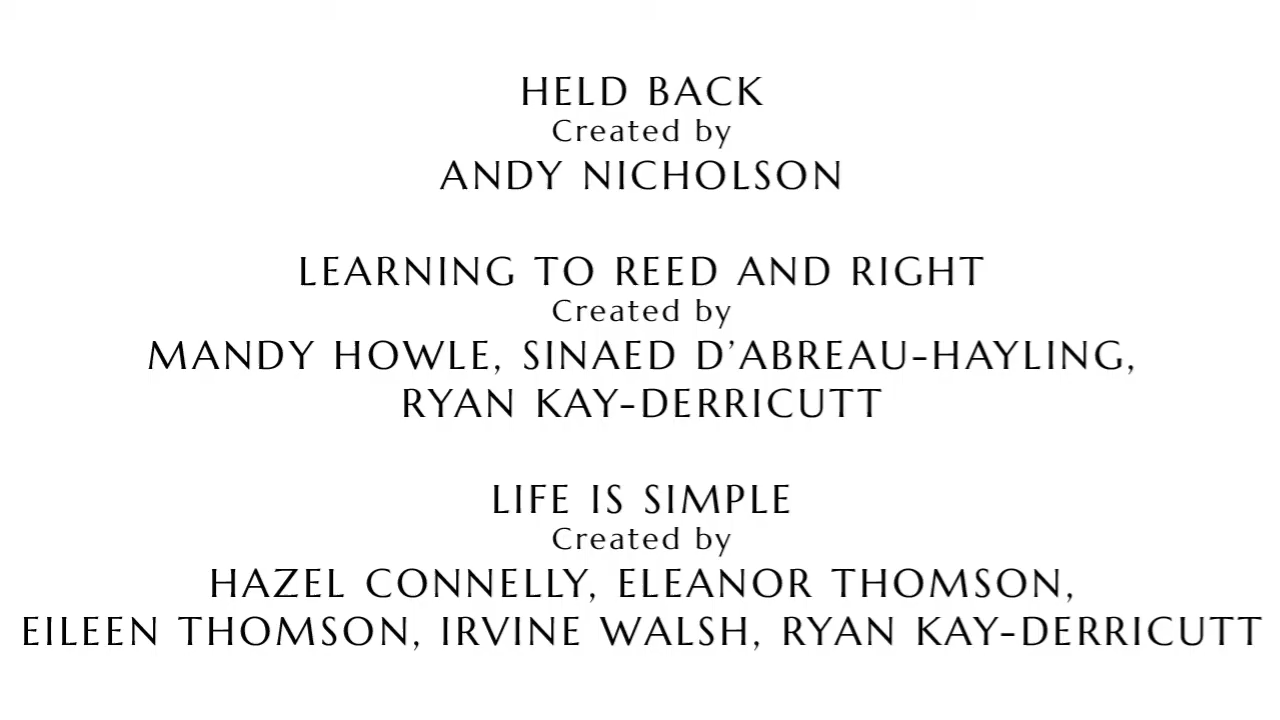 HELD BACK
Created by
ANDY NICHOLSON
LEARNING TO REED AND RIGHT
Created by
MANDY HOWLE, SINAED D’ABREAU-HAYLING,
RYAN KAY-DERRICUTT
LIFE IS SIMPLE
Created by
HAZEL CONNELLY, ELEANOR THOMSON,
EILEEN THOMSON, IRVINE WALSH, RYAN KAY-DERRICUTT